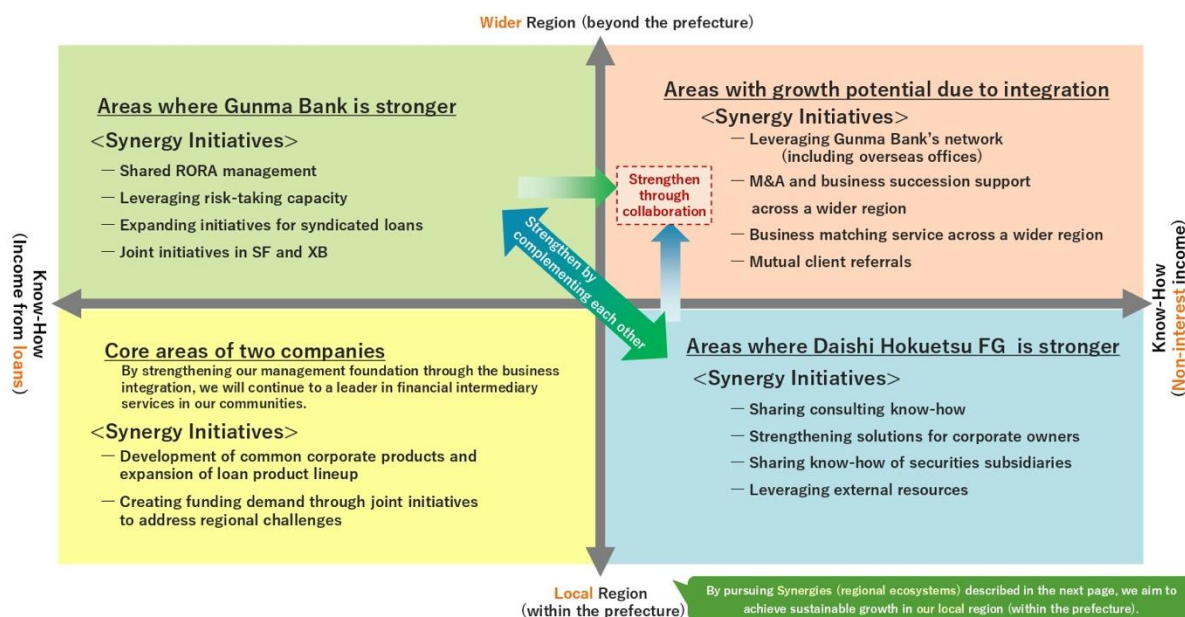 Wider Region (beyond the prefecture)
Areas where Gunma Bank is stronger
<Synergy Initiatives>
— Shared RORA management
— Leveraging risk-taking capacity
— Expanding initiatives for syndicated loans
— Joint initiatives in SF and XB
Areas with growth potential due to integration
<Synergy Initiatives>
— Leveraging Gunma Bank's network
(including overseas offices)
— M&A and business succession support
across a wider region
— Business matching service across a wider region
— Mutual client referrals
Strengthen
through
collaboration
Strengthen by
complementing each other
Know-How
(Income from loans)
Know-How
(Non-interest income)
Core areas of two companies
By strengthening our management foundation through the business
integration, we will continue to a leader in financial intermediary
services in our communities.
<Synergy Initiatives>
— Development of common corporate products and
expansion of loan product lineup
— Creating funding demand through joint initiatives
to address regional challenges
Areas where Daishi Hokuetsu FG is stronger
<Synergy Initiatives>
— Sharing consulting know-how
— Strengthening solutions for corporate owners
— Sharing know-how of securities subsidiaries
— Leveraging external resources
Local Region
(within the prefecture)
By pursuing Synergies (regional ecosystems) described in the next page, we aim to
achieve sustainable growth in our local region (within the prefecture).